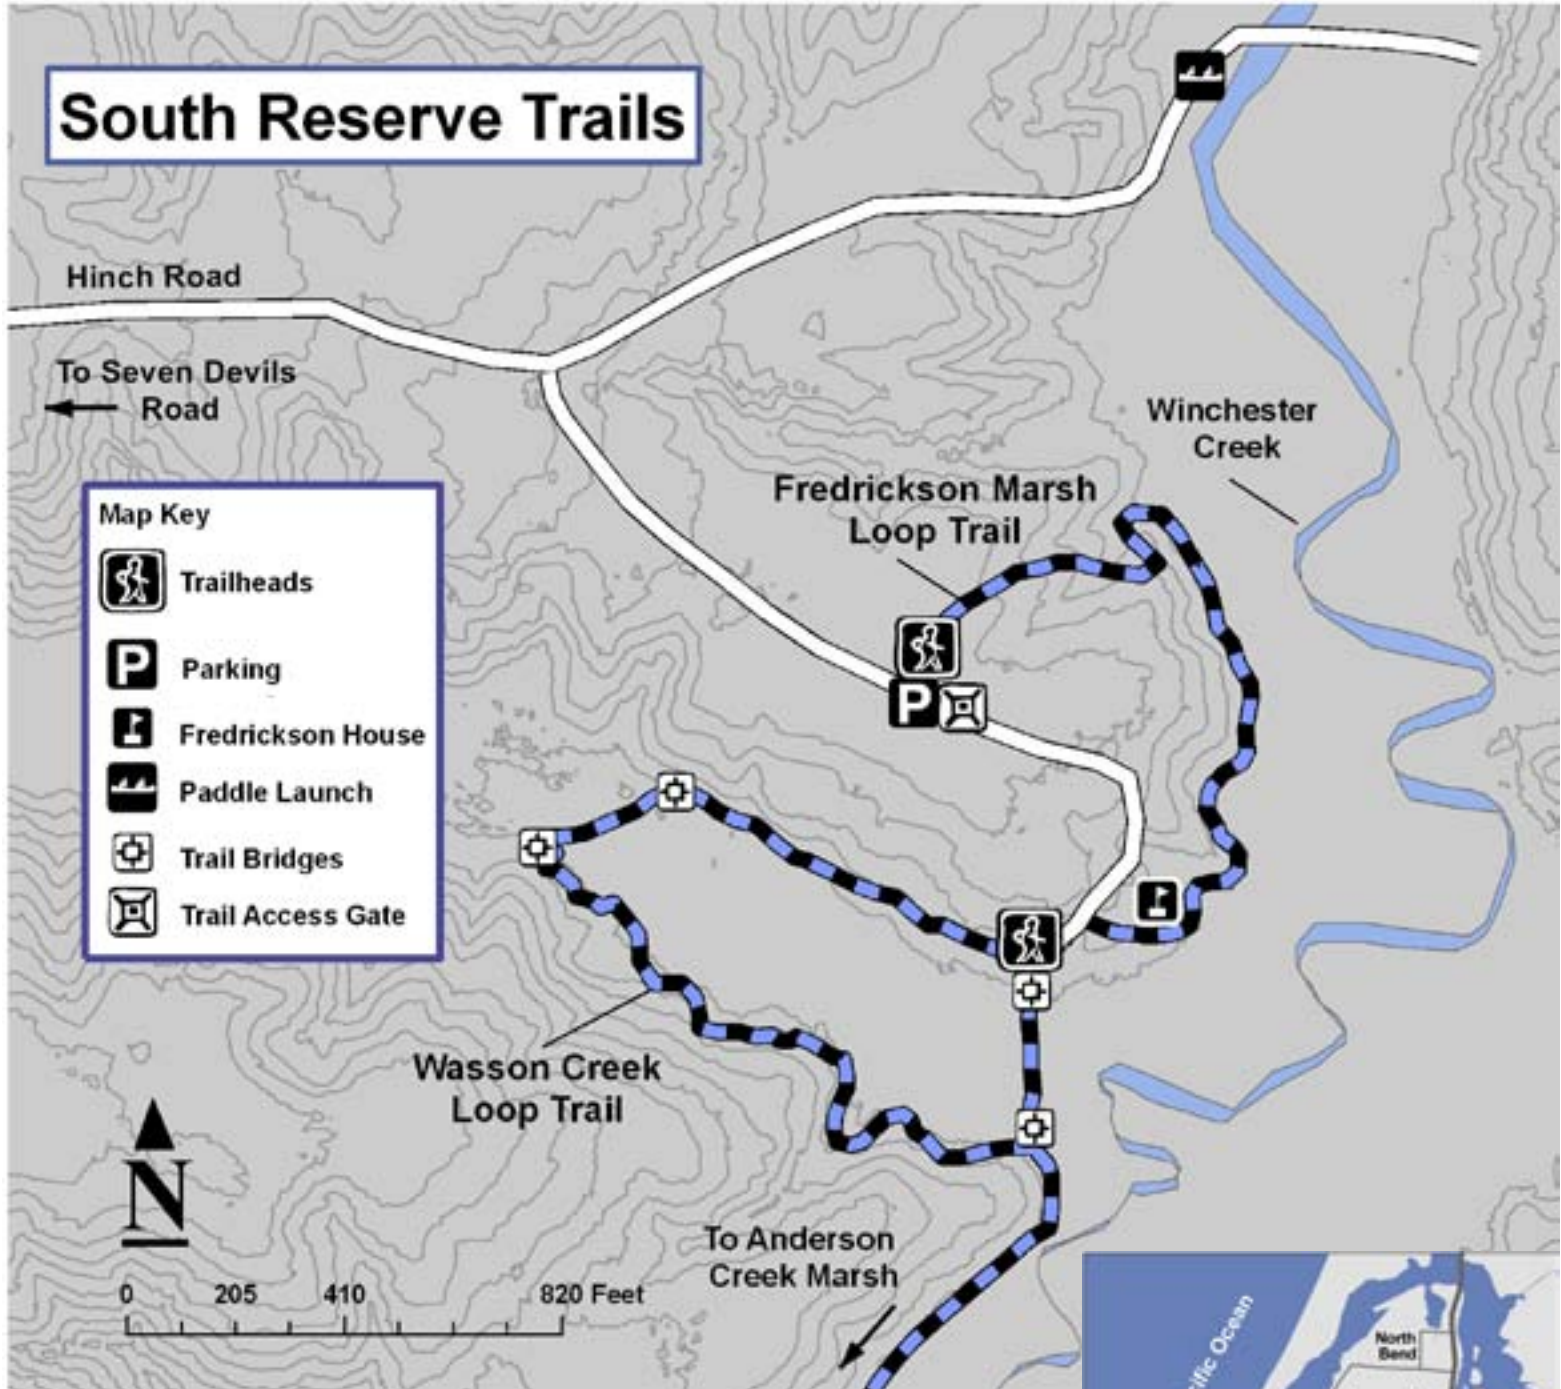 South Reserve Trails
Hinch Road
To Seven Devils
Road
Winchester
Creek
Fredrickson Marsh
Loop Trail
Map Key
Trailheads
P Parking
Fredrickson House
Paddle Launch
Trail Bridges
Trail Access Gate
P
Wasson Creek
Loop Trail
N
To Anderson
Creek Marsh
0 205 410 820 Feet
Ocean
North
Bend